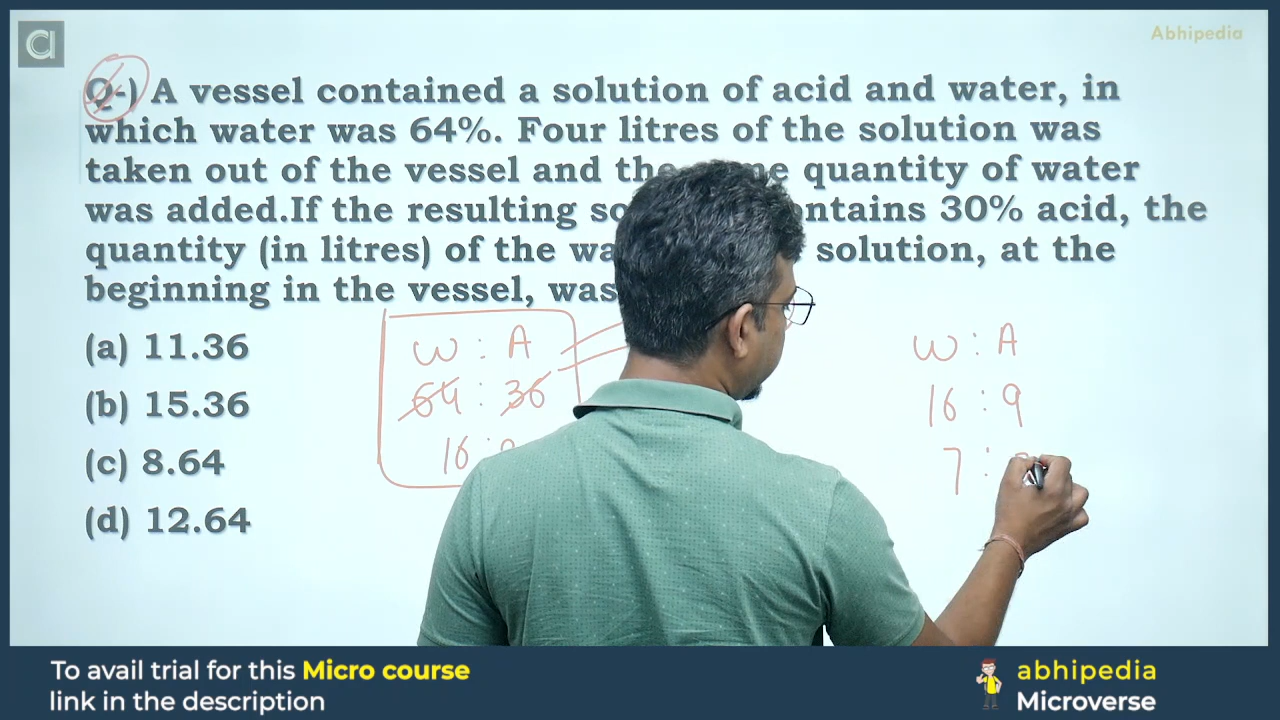 Abhipedia
Q-) A vessel contained a solution of acid and water, in
which water was 64%. Four litres of the solution was
taken out of the vessel and quantity of water
was added.If the resulting 30% acid, the
quantity (in litres) of the solution, at the
beginning in the vessel, was
(a) 11.36
(b) 15.36
(c) 8.64
(d) 12.64
W : A
64 : 36
16 :
W : A
16 : 9
7 :
To avail trial for this Micro course
link in the description
abhipedia
Microverse